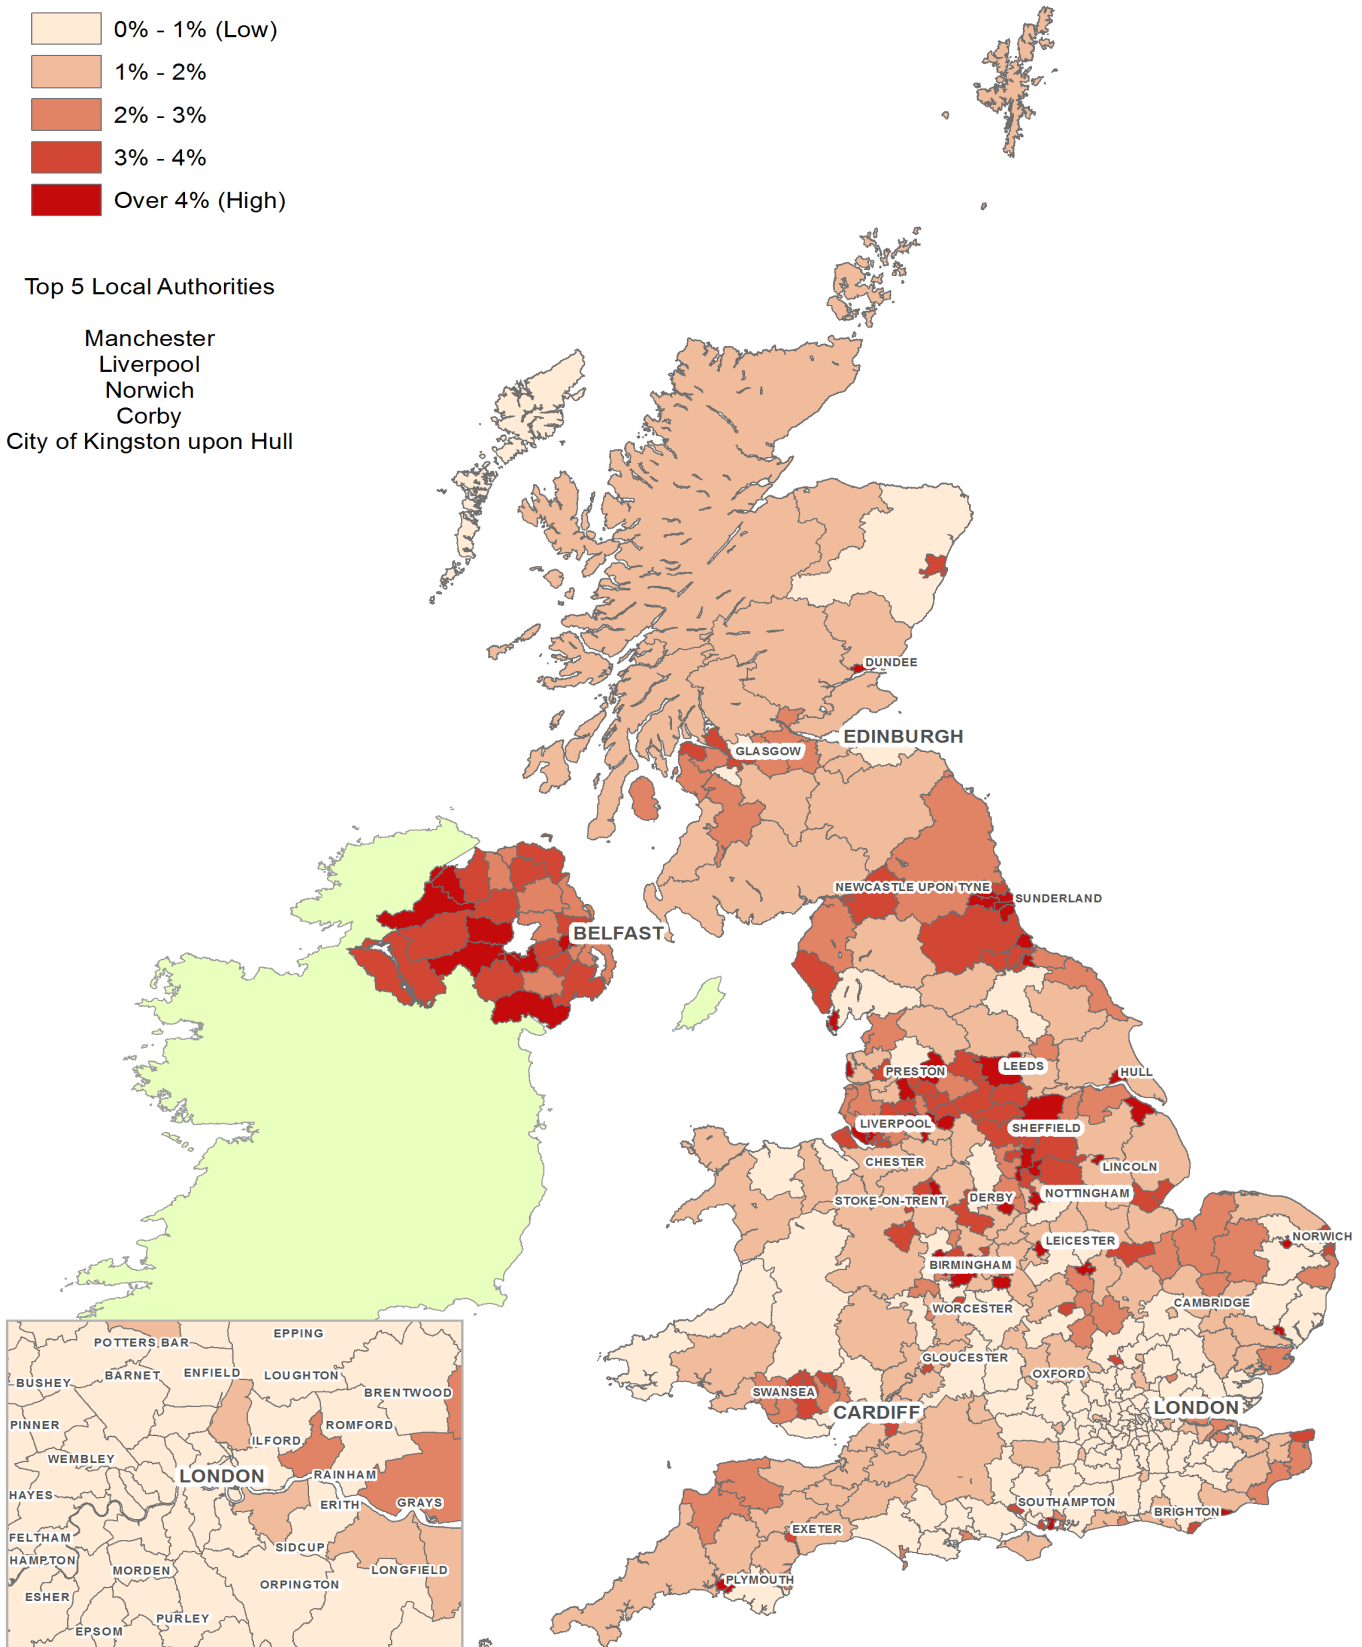 0% - 1% (Low)
1% - 2%
2% - 3%
3% - 4%
Over 4% (High)
Top 5 Local Authorities
Manchester
Liverpool
Norwich
Corby
City of Kingston upon Hull
DUNDEE
EDINBURGH
GLASGOW
NEWCASTLE UPON TYNE
SUNDERLAND
BELFAST
PRESTON
LEEDS
HULL
LIVERPOOL
SHEFFIELD
CHESTER
LINCOLN
STOKE-ON-TRENT
DERBY
NOTTINGHAM
LEICESTER
NORWICH
BIRMINGHAM
WORCESTER
CAMBRIDGE
GLOUCESTER
OXFORD
SWANSEA
CARDIFF
LONDON
SOUTHAMPTON
BRIGHTON
EXETER
PLYMOUTH
POTTERS BAR
EPPING
BUSHEY
BARNET
ENFIELD
LOUGHTON
BRENTWOOD
PINNER
ROMFORD
ILFORD
WEMBLEY
LONDON
RAINHAM
HAYES
ERITH
GRAYS
FELTHAM
SIDCUP
HAMPTON
MORDEN
LONGFIELD
ESHER
ORPINGTON
PURLEY
EPSOM